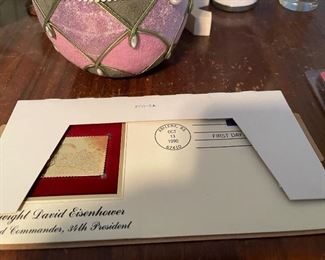 ABILENE, KS
OCT
13
1990
67410
FIRST DAY
wight David Eisenhower
d Commander, 34th President